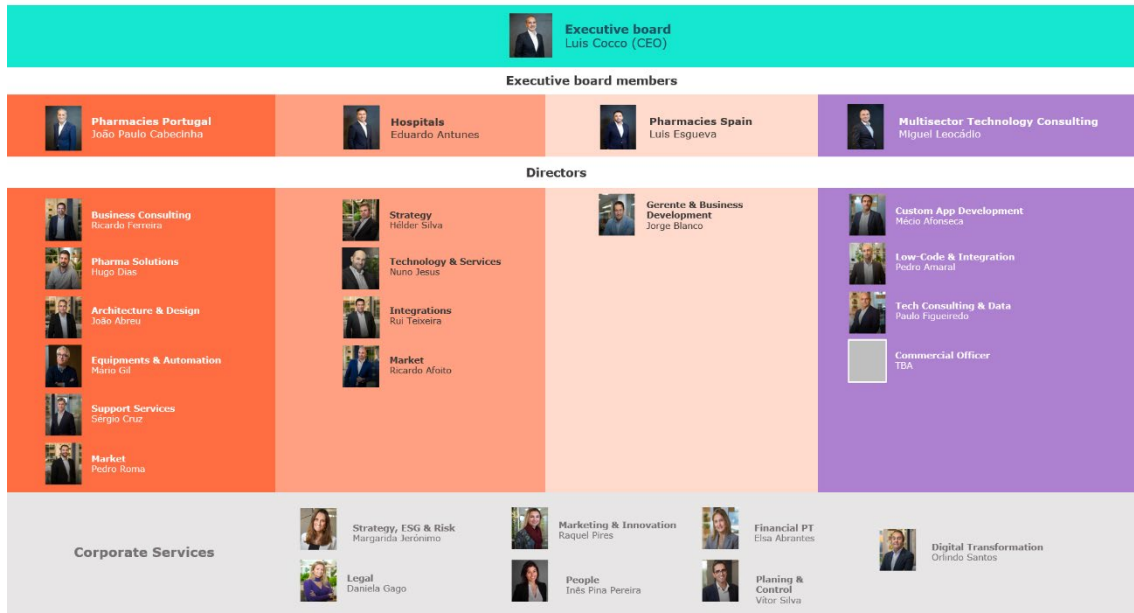 Executive board
Luis Cocco (CEO)
Executive board members
Pharmacies Portugal
João Paulo Cabecinha
Hospitals
Eduardo Antunes
Pharmacies Spain
Luis Esgueva
Multisector Technology Consulting
Miguel Leocádio
Directors
Business Consulting
Ricardo Ferreira
Pharma Solutions
Hugo Dias
Architecture & Design
João Abreu
Equipments & Automation
Mário Gil
Support Services
Sérgio Cruz
Market
Pedro Roma
Strategy
Hélder Silva
Technology & Services
Nuno Jesus
Integrations
Rui Teixeira
Market
Ricardo Afoito
Gerente & Business
Development
Jorge Blanco
Custom App Development
Mécio Afonseca
Low-Code & Integration
Pedro Amaral
Tech Consulting & Data
Paulo Figueiredo
Commercial Officer
TBA
Corporate Services
Strategy, ESG & Risk
Margarida Jerónimo
Legal
Daniela Gago
Marketing & Innovation
Raquel Pires
People
Inês Pina Pereira
Financial PT
Elsa Abrantes
Planing &
Control
Vítor Silva
Digital Transformation
Orlindo Santos